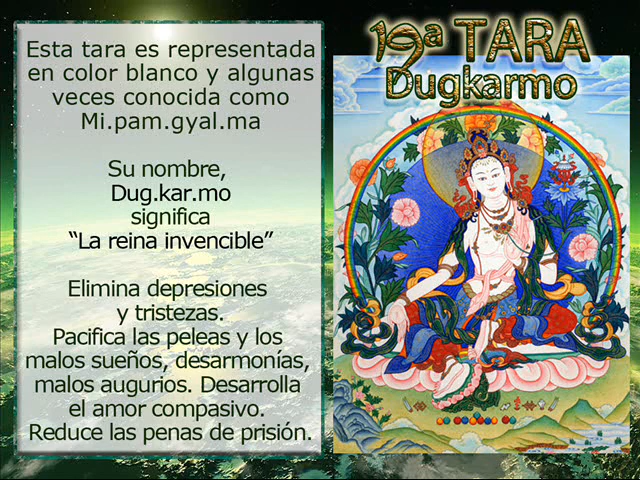 Esta tara es representada
en color blanco y algunas
veces conocida como
Mi.pam.gyal.ma
Su nombre,
Dug.kar.mo
significa
“La reina invencible”
Elimina depresiones
y tristezas.
Pacifica las peleas y los
malos sueños, desarmonías,
malos augurios. Desarrolla
el amor compasivo.
Reduce las penas de prisión.
19ª TARA
Dugkarmo